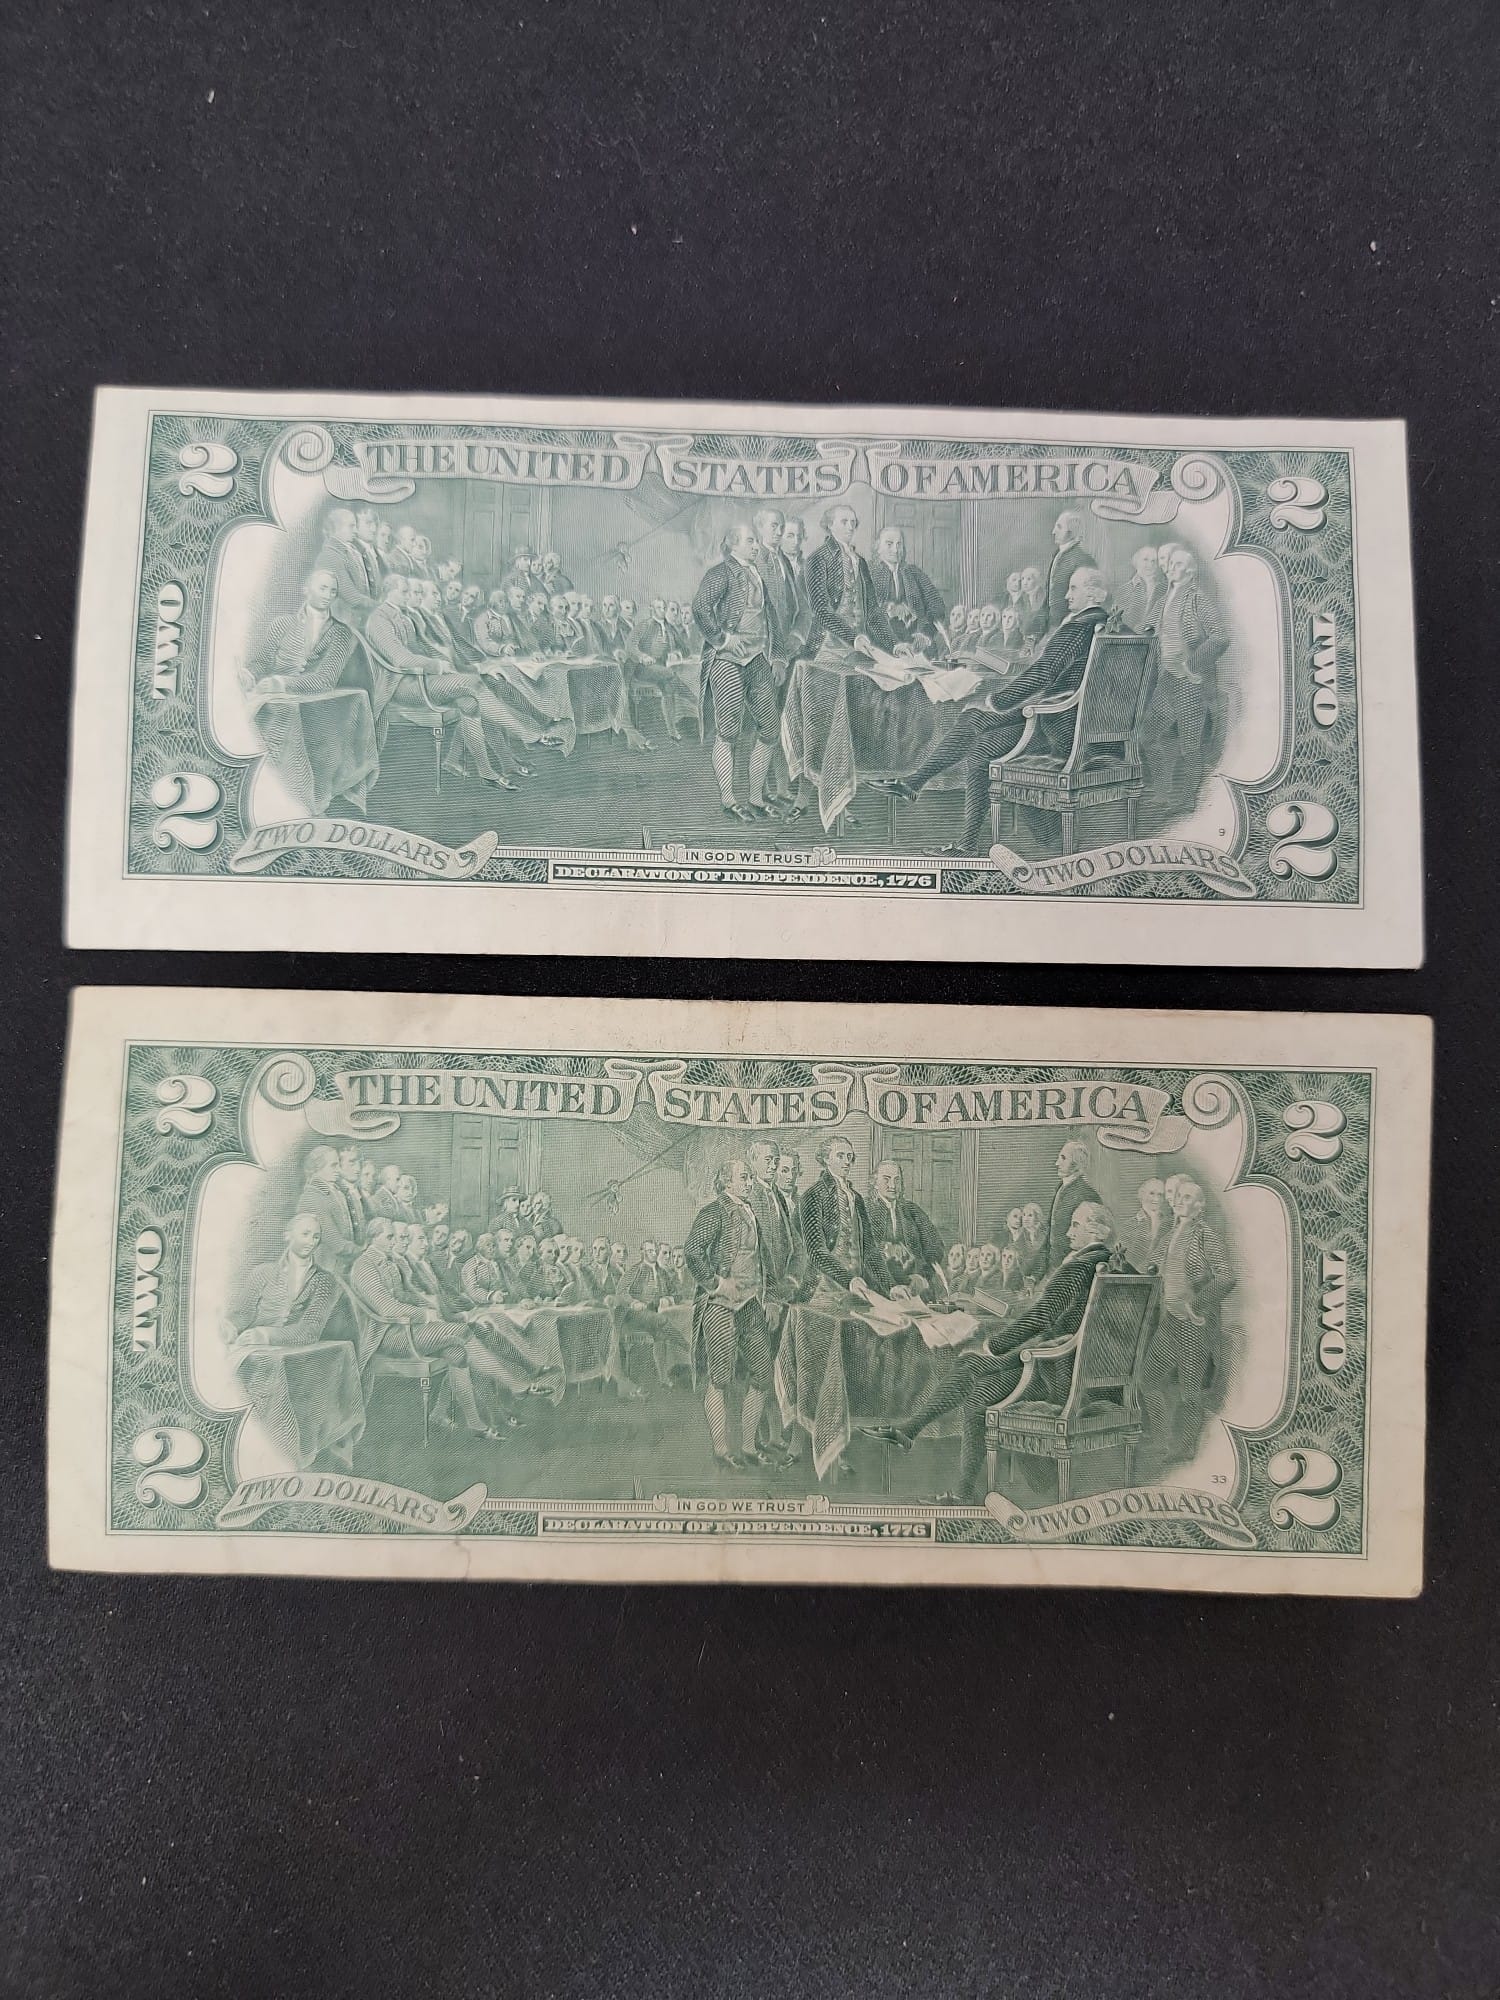 2 THE UNITED STATES OF AMERICA 2
TWO
TWO
9
2 TWO DOLLARS IN GOD WE TRUST TWO DOLLARS 2
DECLARATION OF INDEPENDENCE, 1776
2 THE UNITED STATES OF AMERICA 2
TWO
TWO
33
2 TWO DOLLARS IN GOD WE TRUST TWO DOLLARS 2
DECLARATION OF INDEPENDENCE, 1776